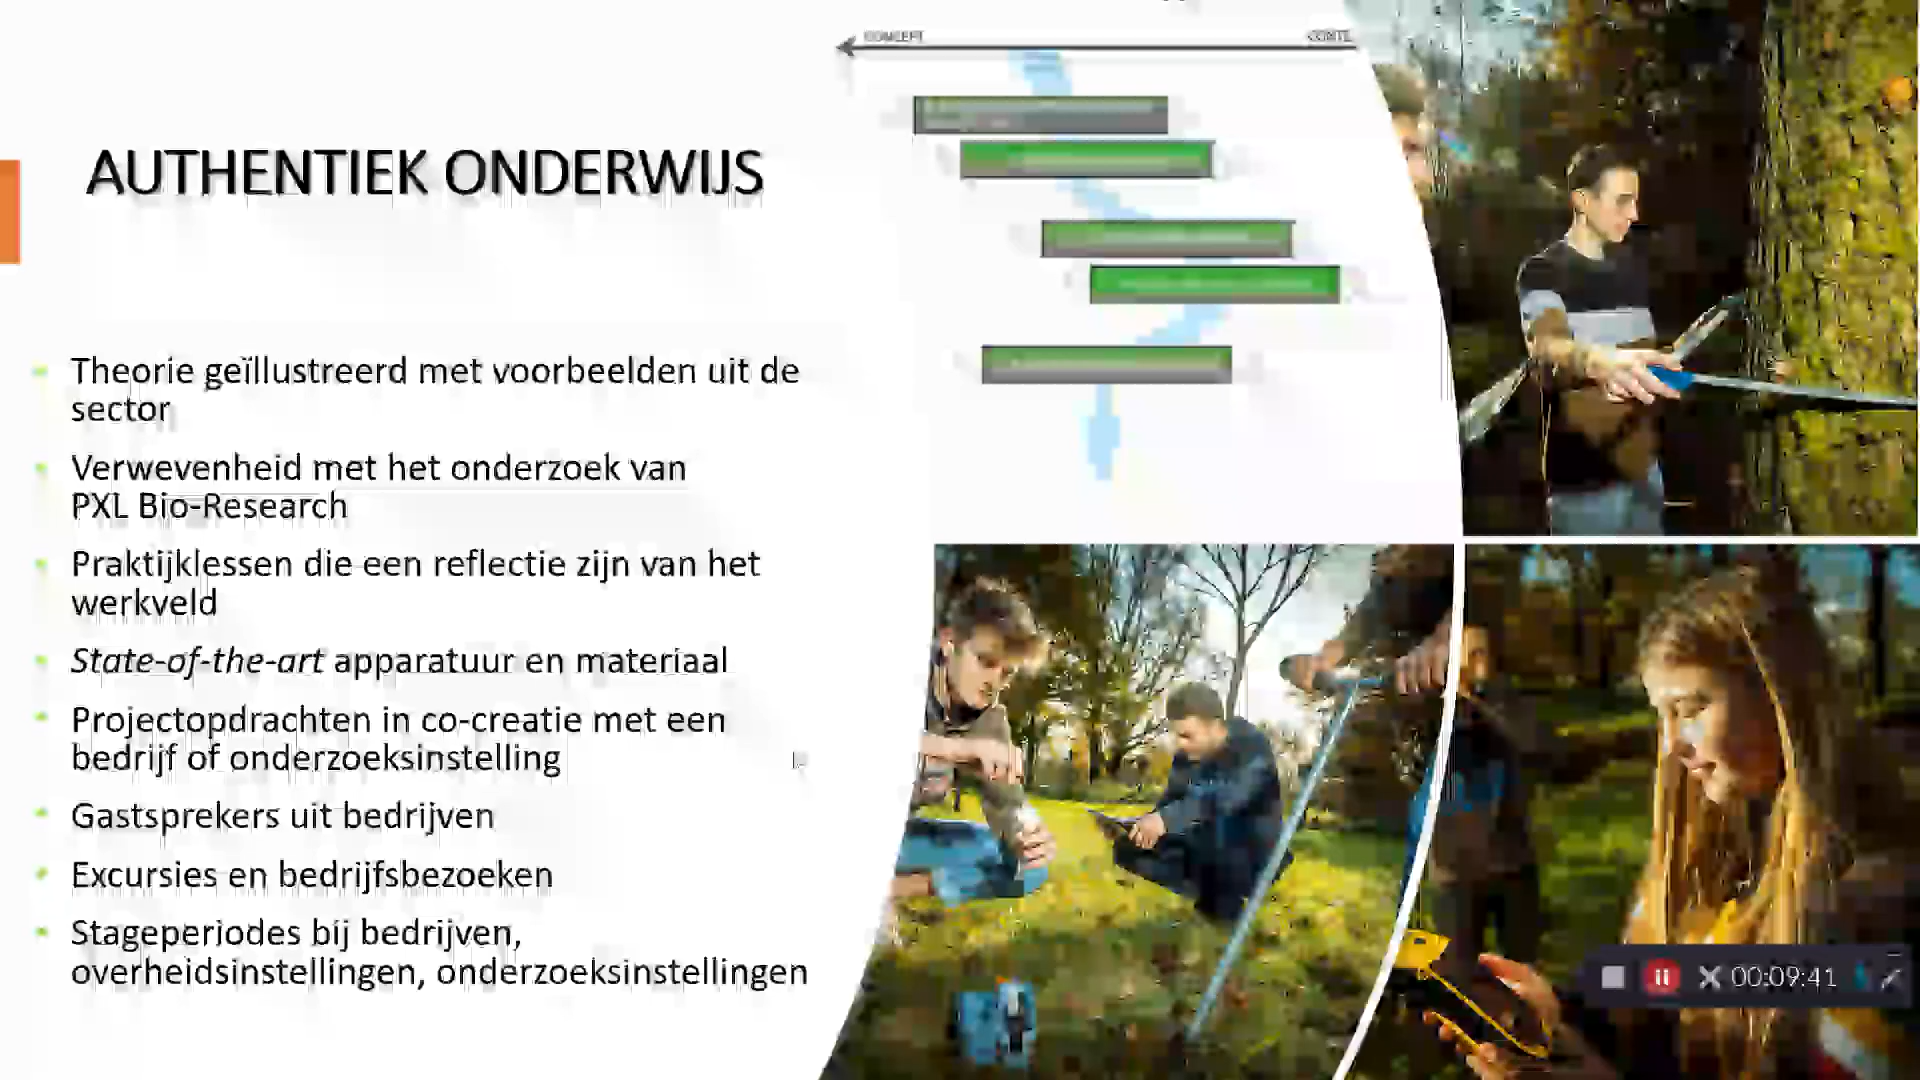 CONCEPT
AUTHENTIEK ONDERWIJS
Theorie geïllustreerd met voorbeelden uit de
sector
Verwevenheid met het onderzoek van
PXL Bio-Research
Praktijklessen die een reflectie zijn van het
werkveld
State-of-the-art apparatuur en materiaal
Projectopdrachten in co-creatie met een
bedrijf of onderzoeksinstelling
Gastsprekers uit bedrijven
Excursies en bedrijfsbezoeken
Stageperiodes bij bedrijven,
overheidsinstellingen, onderzoeksinstellingen
00:09:41